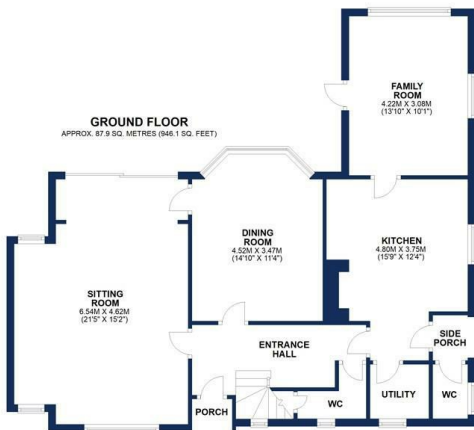 GROUND FLOOR
APPROX. 87.9 SQ. METRES (946.1 SQ. FEET)
FAMILY
ROOM
4.22M X 3.08M
(13'10" X 10'1")
DINING
ROOM
4.52M X 3.47M
(14'10" X 11'4")
KITCHEN
4.80M X 3.75M
(15'9" X 12'4")
SITTING
ROOM
6.54M X 4.62M
(21'5" X 15'2")
ENTRANCE
HALL
SIDE
PORCH
PORCH
WC
UTILITY
WC